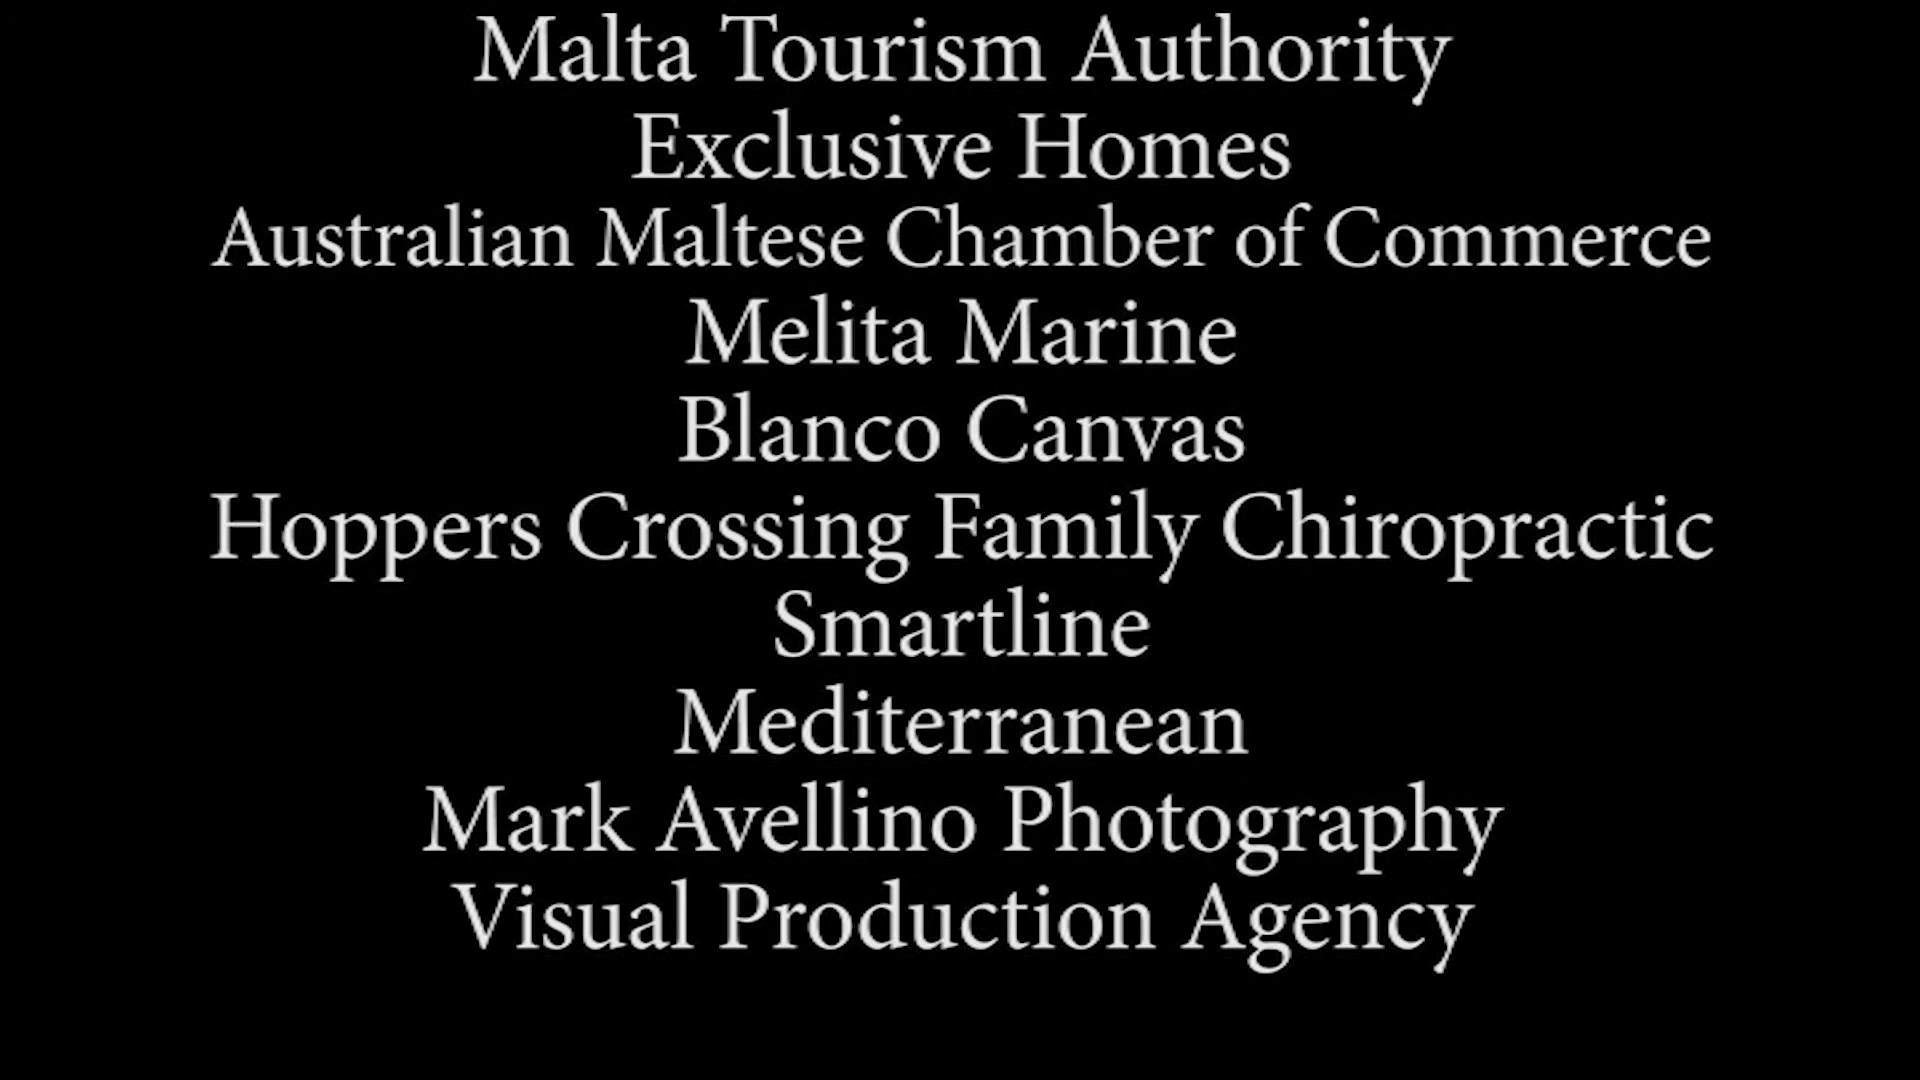 Malta Tourism Authority
Exclusive Homes
Australian Maltese Chamber of Commerce
Melita Marine
Blanco Canvas
Hoppers Crossing Family Chiropractic
Smartline
Mediterranean
Mark Avellino Photography
Visual Production Agency